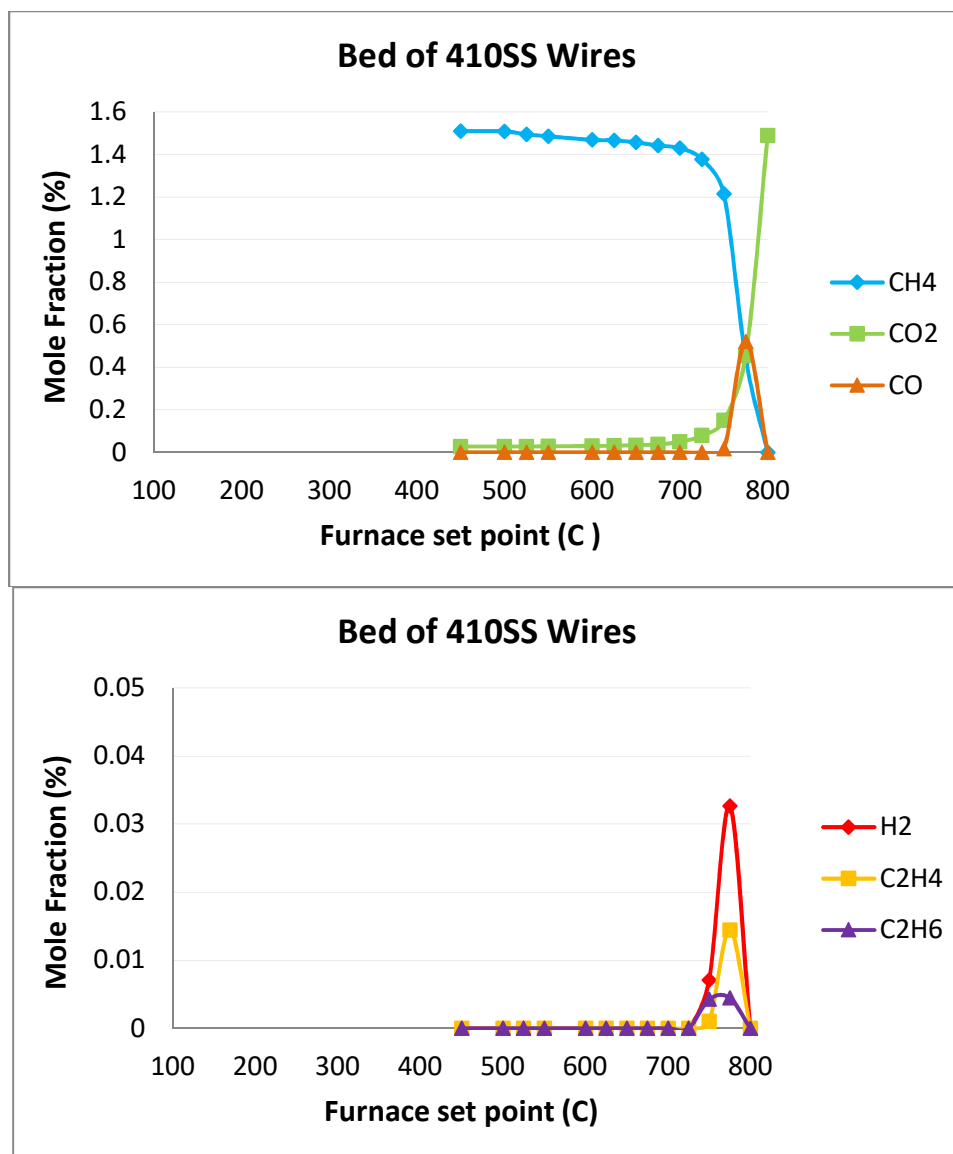 Bed of 410SS Wires
1.6
1.4
1.2
1
0.8
0.6
0.4
0.2
0
Mole Fraction (%)
100 200 300 400 500 600 700 800
Furnace set point (C )
CH4
CO2
CO
Bed of 410SS Wires
0.05
0.04
0.03
0.02
0.01
0
Mole Fraction (%)
100 200 300 400 500 600 700 800
Furnace set point (C)
H2
C2H4
C2H6